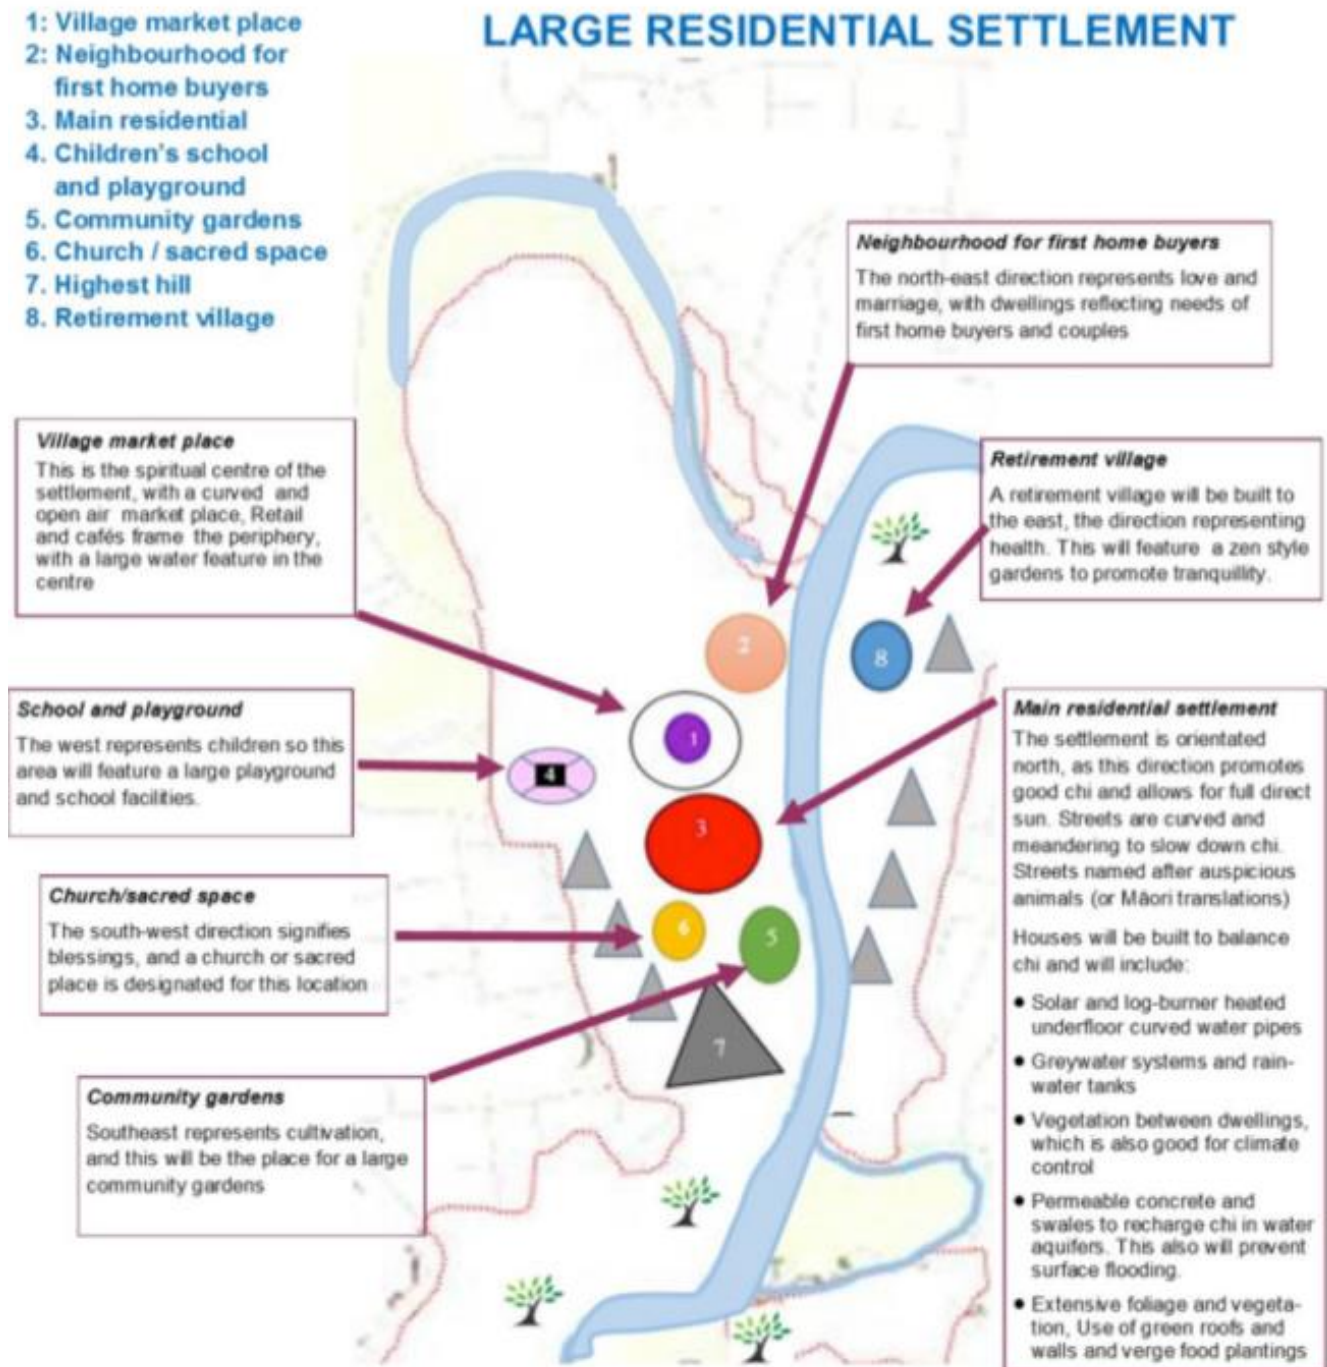 LARGE RESIDENTIAL SETTLEMENT
1: Village market place
2: Neighbourhood for
first home buyers
3. Main residential
4. Children's school
and playground
5. Community gardens
6. Church / sacred space
7. Highest hill
8. Retirement village
Neighbourhood for first home buyers
The north-east direction represents love and
marriage, with dwellings reflecting needs of
first home buyers and couples
Village market place
This is the spiritual centre of the
settlement, with a curved and
open air market place, Retail
and cafés frame the periphery,
with a large water feature in the
centre
Retirement village
A retirement village will be built to
the east, the direction representing
health. This will feature a zen style
gardens to promote tranquillity.
2
8
1
4
3
6
5
7
School and playground
The west represents children so this
area will feature a large playground
and school facilities.
Main residential settlement
The settlement is orientated
north, as this direction promotes
good chi and allows for full direct
sun. Streets are curved and
meandering to slow down chi.
Streets named after auspicious
animals (or Māori translations)
Houses will be built to balance
chi and will include:
● Solar and log-burner heated
underfloor curved water pipes
● Greywater systems and rain-
water tanks
● Vegetation between dwellings,
which is also good for climate
control
● Permeable concrete and
swales to recharge chi in water
aquifers. This also will prevent
surface flooding.
● Extensive foliage and vegeta-
tion, Use of green roofs and
walls and verge food plantings
Church/sacred space
The south-west direction signifies
blessings, and a church or sacred
place is designated for this location
Community gardens
Southeast represents cultivation,
and this will be the place for a large
community gardens